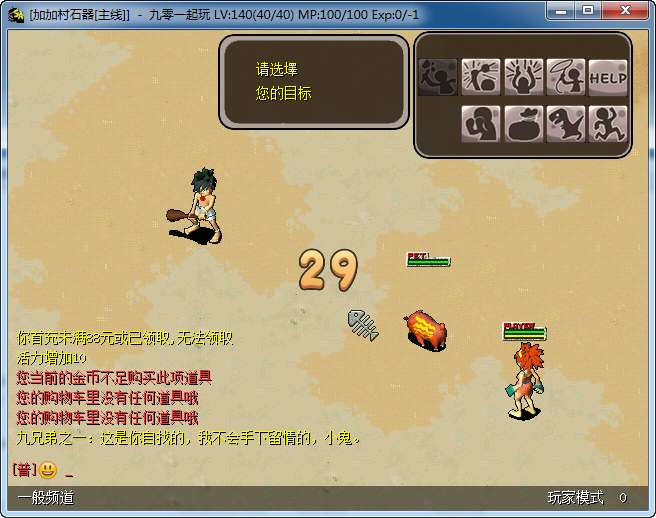 [加加村石器[主线]] - 九零一起玩 LV:140(40/40) MP:100/100 Exp:0/-1
请选择
您的目标
HELP
29
PET
PLAYER
你首充未满88元或已领取,无法领取
活力增加10
您当前的金币不足购买此项道具
您的购物车里没有任何道具哦
您的购物车里没有任何道具哦
九兄弟之一：这是你自找的，我不会手下留情的，小鬼。
[普] _
一般频道 玩家模式 0